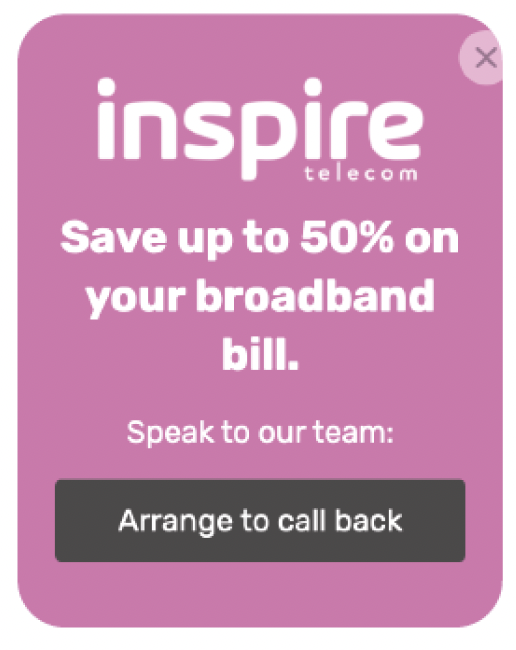 inspire
telecom
Save up to 50% on
your broadband
bill.
Speak to our team:
Arrange to call back